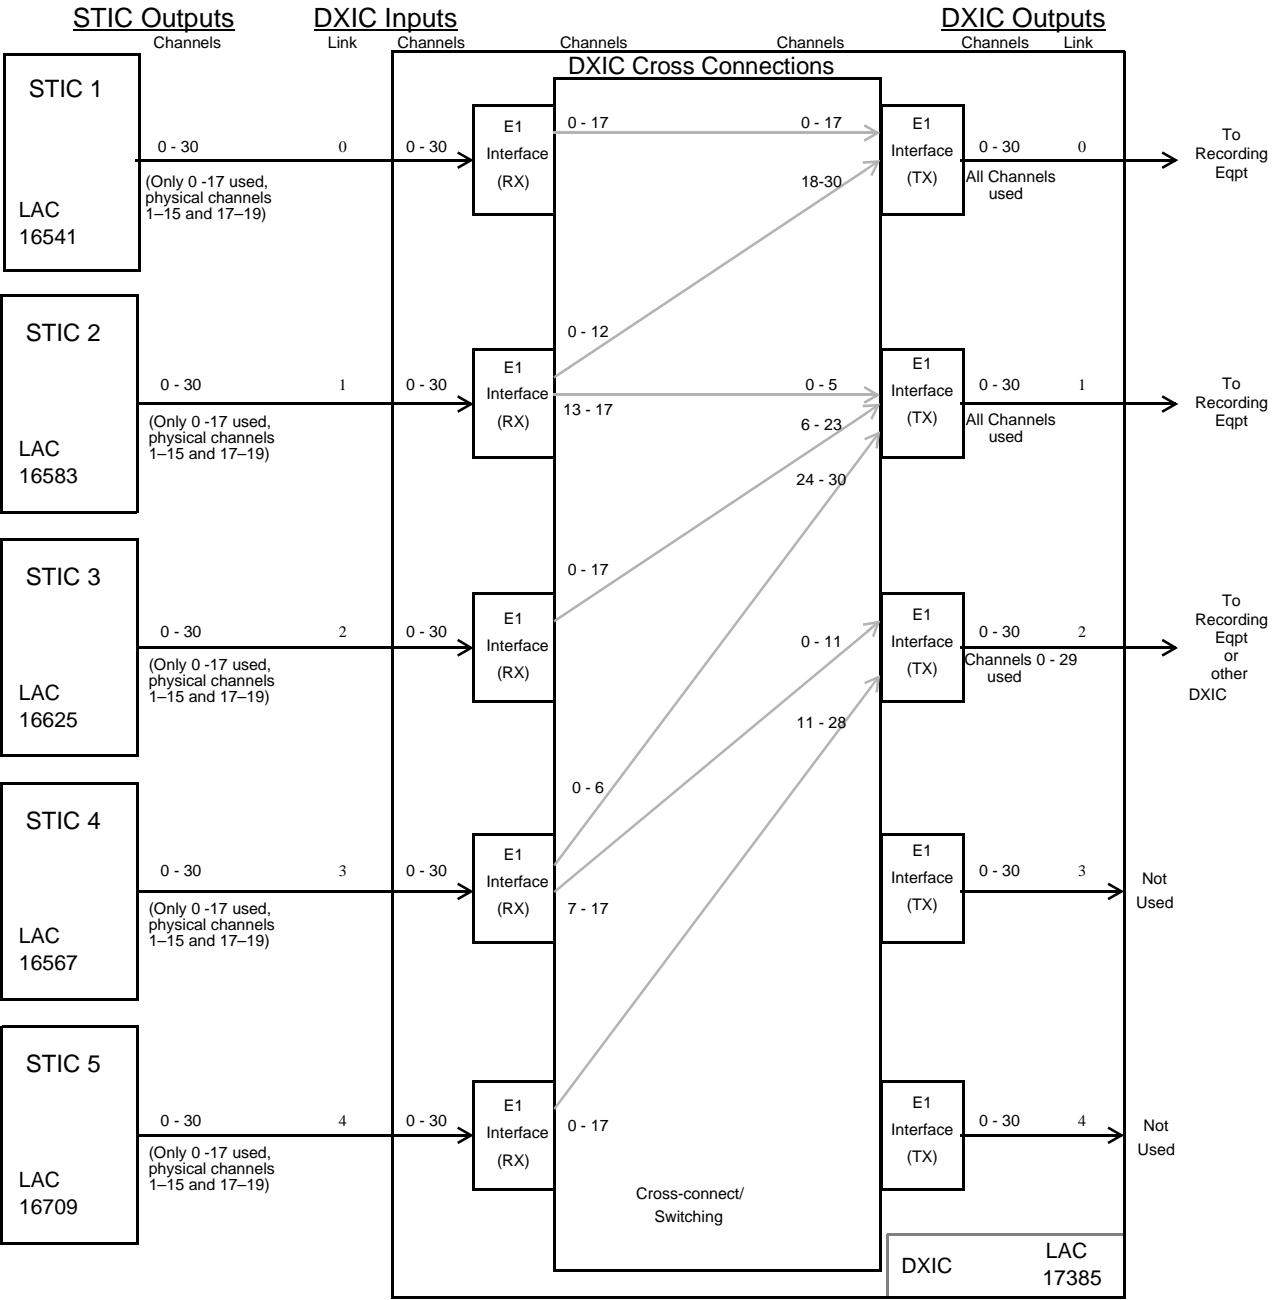 STIC Outputs DXIC Inputs DXIC Outputs
Channels Link Channels Channels Channels Channels Link
DXIC Cross Connections
STIC 1
LAC
16541
0 - 30 0 0 - 30
(Only 0 -17 used,
physical channels
1–15 and 17–19)
E1
Interface
(RX)
0 - 17 0 - 17
18-30
E1
Interface
(TX)
0 - 30 0
All Channels
used
To
Recording
Eqpt
STIC 2
LAC
16583
0 - 30 1 0 - 30
(Only 0 -17 used,
physical channels
1–15 and 17–19)
E1
Interface
(RX)
0 - 12
13 - 17
0 - 5
6 - 23
24 - 30
E1
Interface
(TX)
0 - 30 1
All Channels
used
To
Recording
Eqpt
STIC 3
LAC
16625
0 - 30 2 0 - 30
(Only 0 -17 used,
physical channels
1–15 and 17–19)
E1
Interface
(RX)
0 - 17
0 - 11
11 - 28
E1
Interface
(TX)
0 - 30 2
Channels 0 - 29
used
To
Recording
Eqpt
or
other
DXIC
STIC 4
LAC
16567
0 - 30 3 0 - 30
(Only 0 -17 used,
physical channels
1–15 and 17–19)
E1
Interface
(RX)
0 - 6
7 - 17
E1
Interface
(TX)
0 - 30 3
Not
Used
STIC 5
LAC
16709
0 - 30 4 0 - 30
(Only 0 -17 used,
physical channels
1–15 and 17–19)
E1
Interface
(RX)
0 - 17
E1
Interface
(TX)
0 - 30 4
Not
Used
Cross-connect/
Switching
DXIC LAC
17385